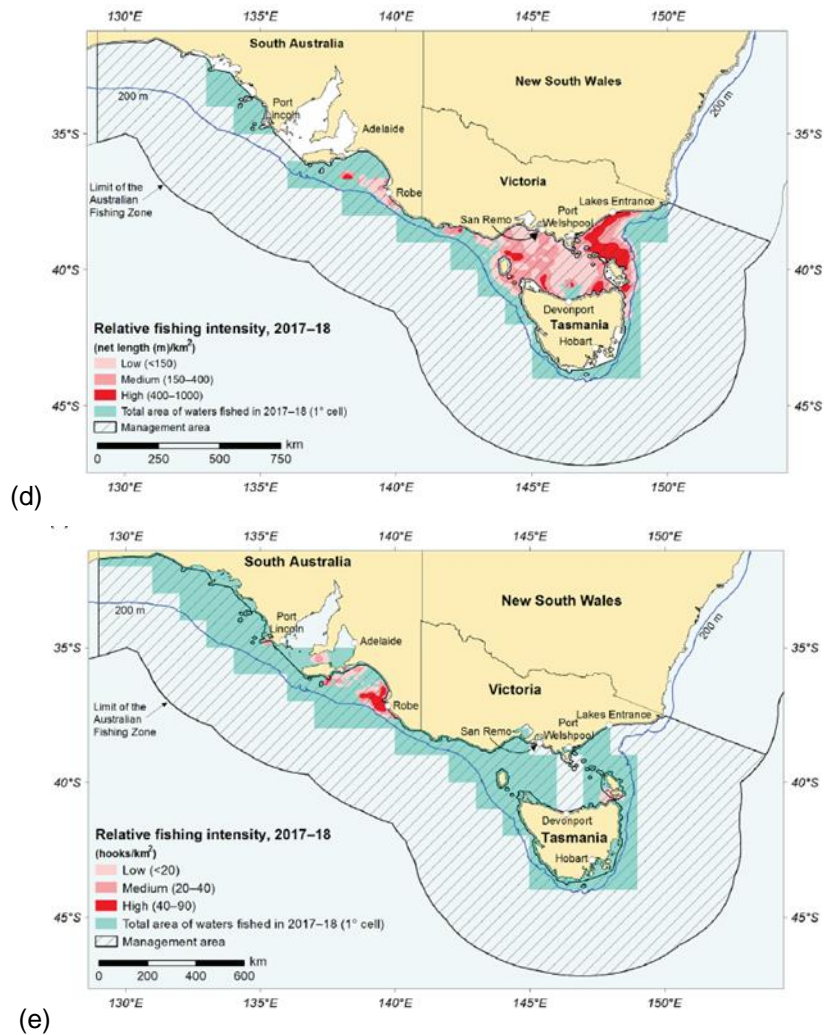 130°E 135°E 140°E 145°E 150°E
South Australia
New South Wales
200 m
200 m
Port
Lincoln
35°S
Adelaide
35°S
Limit of the
Australian
Fishing Zone
Robe
Victoria
Lakes Entrance
San Remo
Port
Welshpool
40°S
40°S
Devonport
Tasmania
Hobart
Relative fishing intensity, 2017–18
(net length (m)/km²)
Low (<150)
Medium (150–400)
High (400–1000)
Total area of waters fished in 2017–18 (1° cell)
Management area
45°S
45°S
km
0 250 500 750
130°E 135°E 140°E 145°E 150°E
(d)
130°E 135°E 140°E 145°E 150°E
South Australia
New South Wales
200 m
200 m
Port
Lincoln
35°S
Adelaide
35°S
Limit of the
Australian
Fishing Zone
Robe
Victoria
Lakes Entrance
San Remo
Port
Welshpool
40°S
40°S
Devonport
Tasmania
Hobart
Relative fishing intensity, 2017–18
(hooks/km²)
Low (<20)
Medium (20–40)
High (40–90)
Total area of waters fished in 2017–18 (1° cell)
Management area
45°S
45°S
km
0 200 400 600
130°E 135°E 140°E 145°E 150°E
(e)